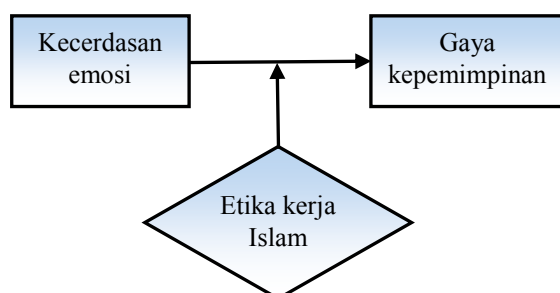 Kecerdasan
emosi
Gaya
kepemimpinan
Etika kerja
Islam